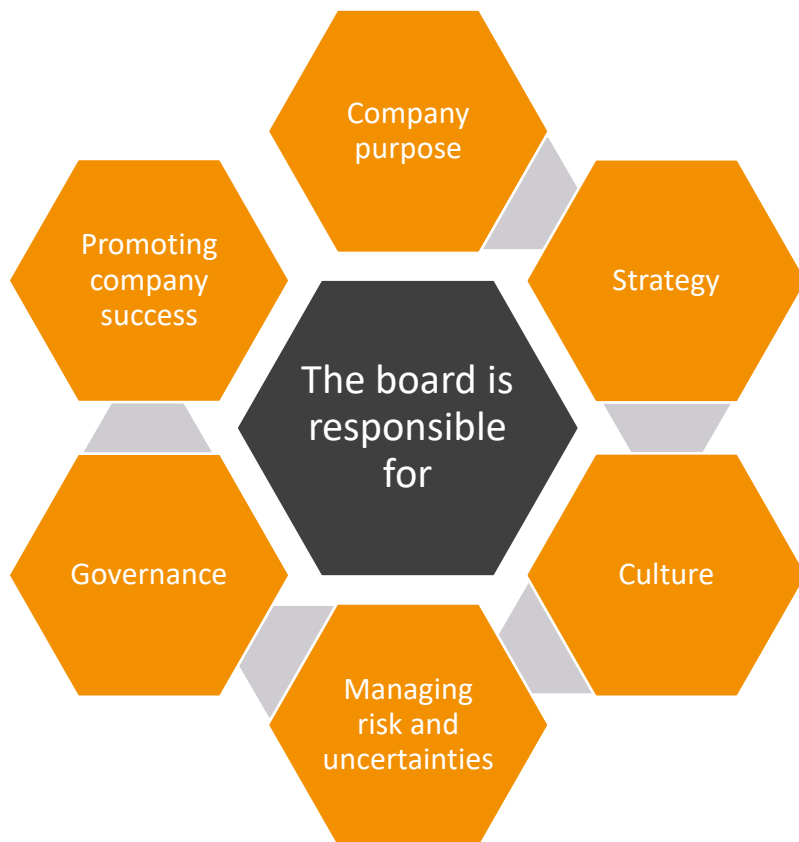 Company
purpose
Strategy
Culture
Managing
risk and
uncertainties
Governance
Promoting
company
success
The board is
responsible
for